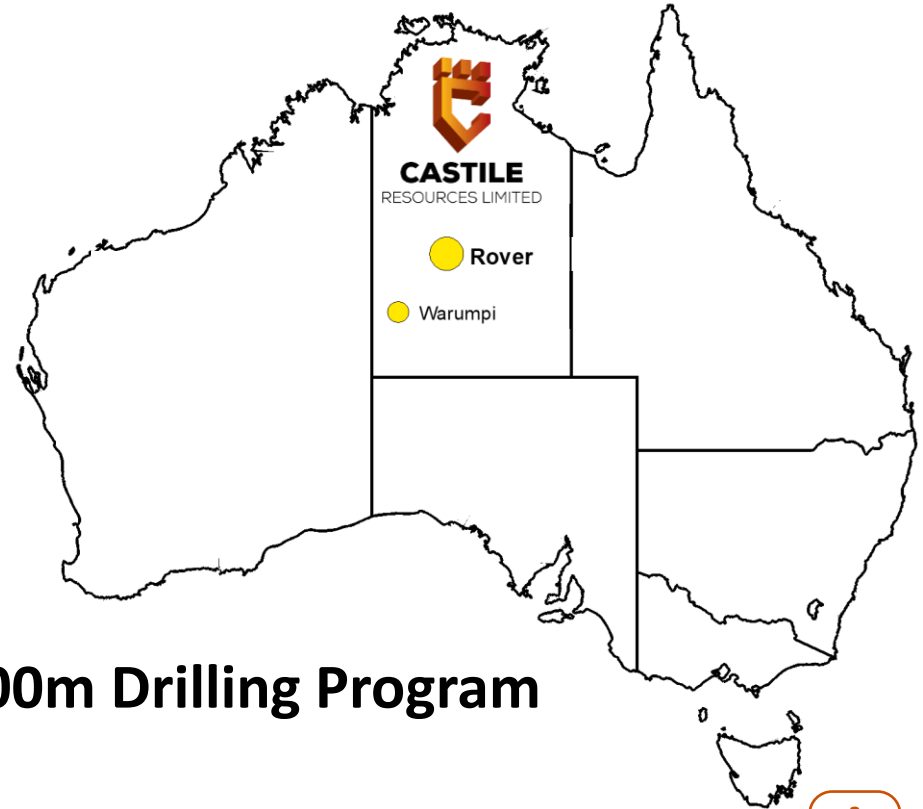 CASTILE
RESOURCES LIMITED
Rover
Warumpi
00m Drilling Program